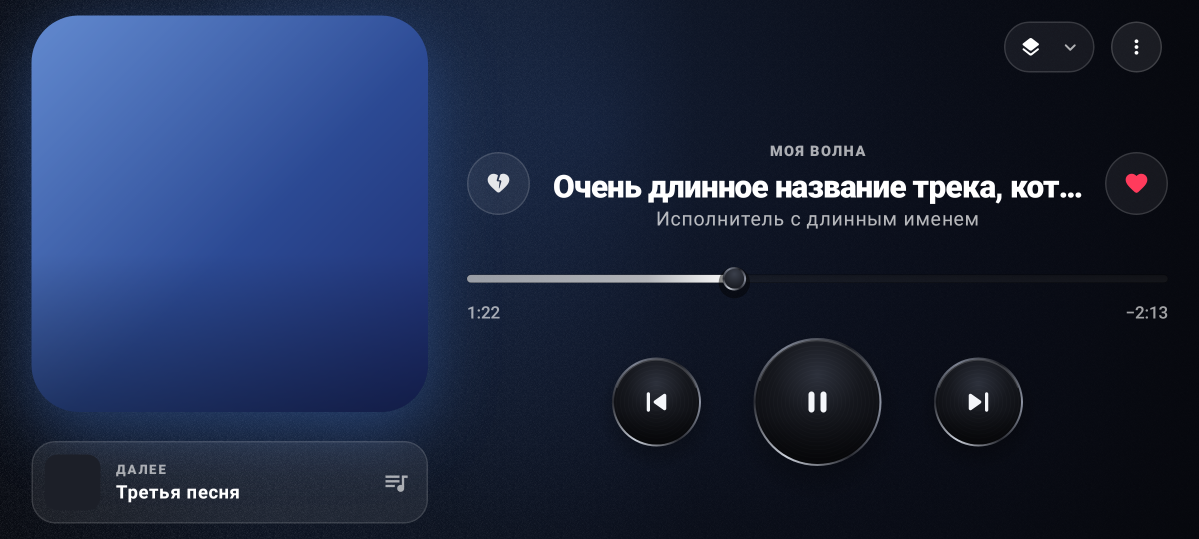 МОЯ ВОЛНА
Очень длинное название трека, кот...
Исполнитель с длинным именем
1:22
−2:13
ДАЛЕЕ
Третья песня